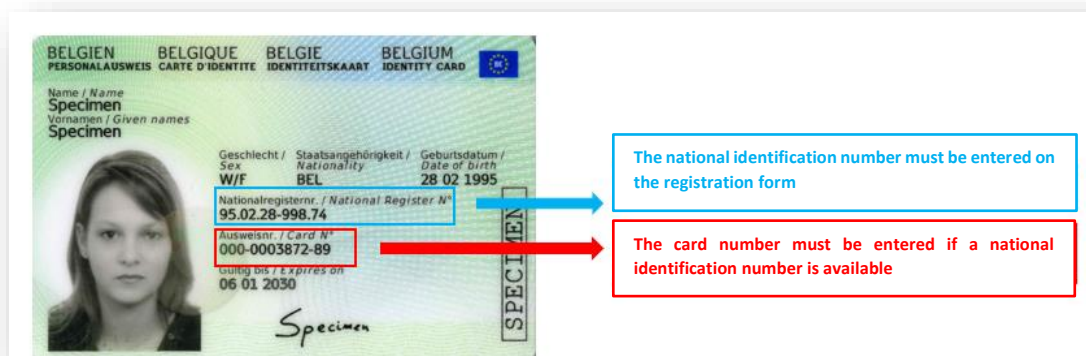 BELGIEN BELGIQUE BELGIE BELGIUM
PERSONALAUSWEIS CARTE D'IDENTITE IDENTITEITSKAART IDENTITY CARD
BE
Name / Name
Specimen
Vornamen / Given names
Specimen
Geschlecht / Staatsangehörigkeit / Geburtsdatum /
Sex Nationality Date of birth
W/F BEL 28 02 1995
Nationalregisternr. / National Register N°
95.02.28-998.74
Ausweisnr. / Card N°
000-0003872-89
Gültig bis / Expires on
06 01 2030
Specimen
SPECIMEN
The national identification number must be entered on
the registration form
The card number must be entered if a national
identification number is available